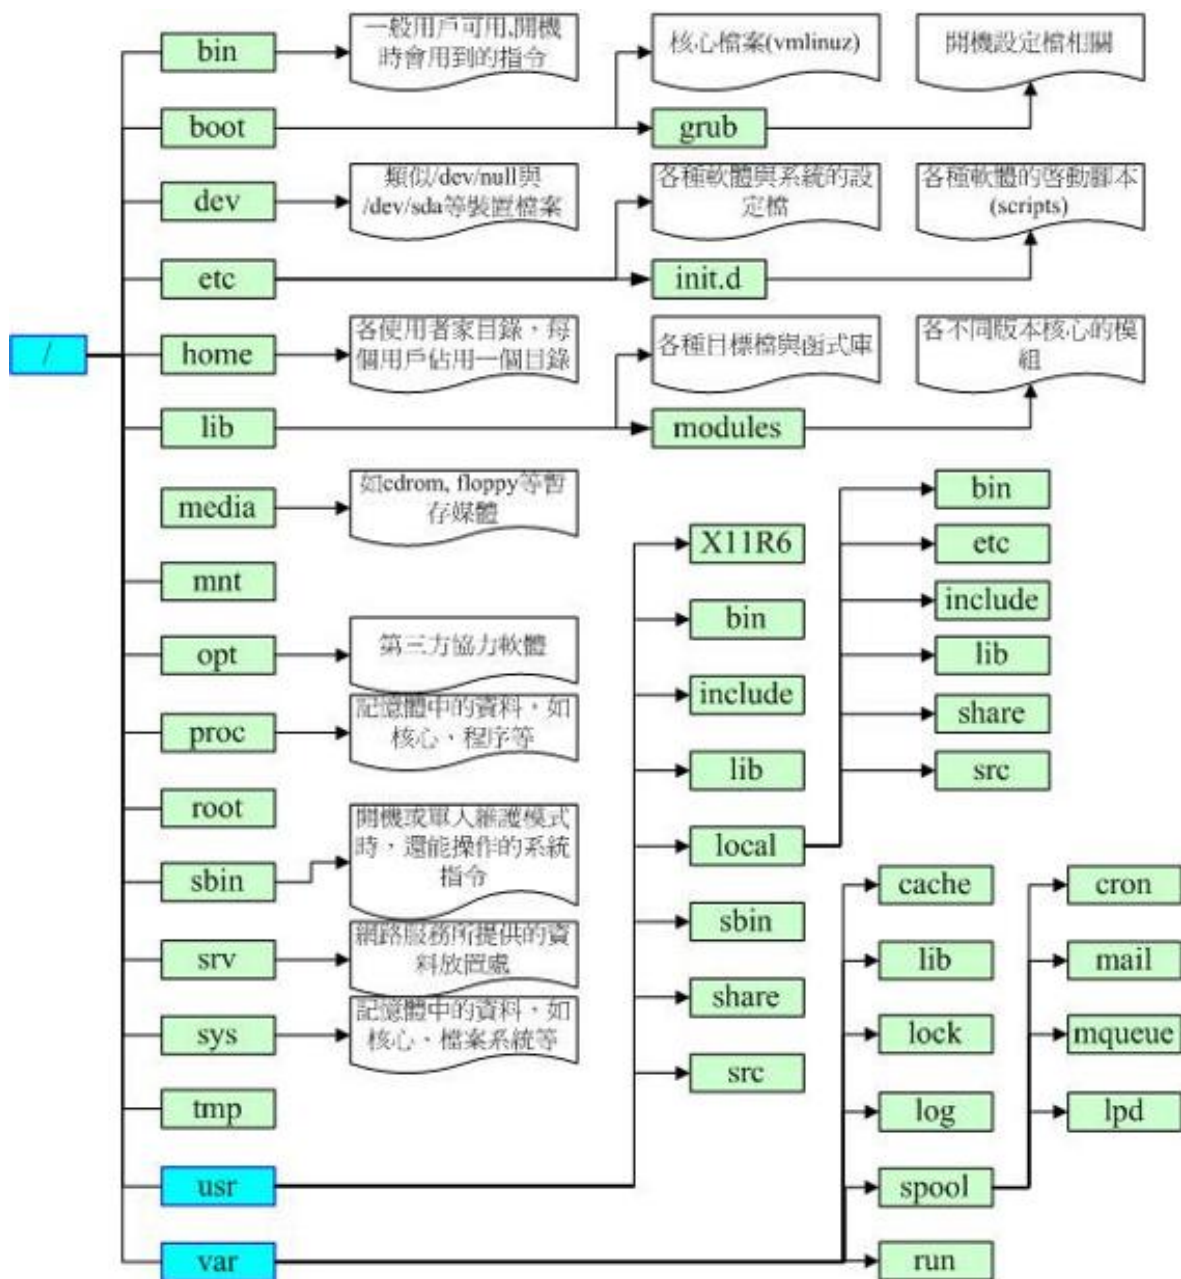 /
bin
一般用戶可用,開機
時會用到的指令
核心檔案(vmlinuz)
開機設定檔相關
boot
grub
dev
類似/dev/null與
/dev/sda等裝置檔案
各種軟體與系統的設
定檔
各種軟體的啓動腳本
(scripts)
etc
init.d
home
各使用者家目錄，每
個用戶佔用一個目錄
各種目標檔與函式庫
各不同版本核心的模
組
lib
modules
media
如cdrom, floppy等暫
存媒體
mnt
opt
第三方協力軟體
proc
記憶體中的資料，如
核心、程序等
root
sbin
開機或單人維護模式
時，還能操作的系統
指令
srv
網路服務所提供的資
料放置處
sys
記憶體中的資料，如
核心、檔案系統等
tmp
usr
X11R6
bin
include
lib
local
bin
etc
include
lib
share
src
sbin
share
src
var
cache
lib
lock
log
spool
cron
mail
mqueue
lpd
run